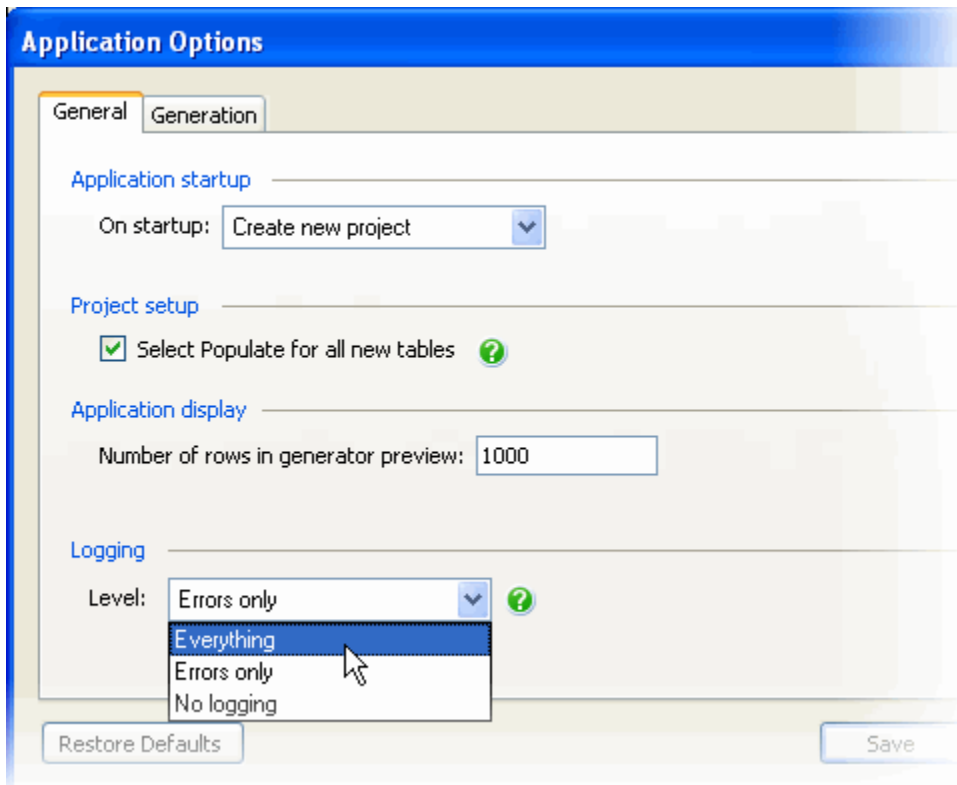 Application Options
General Generation
Application startup
On startup: Create new project
Project setup
Select Populate for all new tables
Application display
Number of rows in generator preview: 1000
Logging
Level: Errors only
Everything
Errors only
No logging
Restore Defaults Save